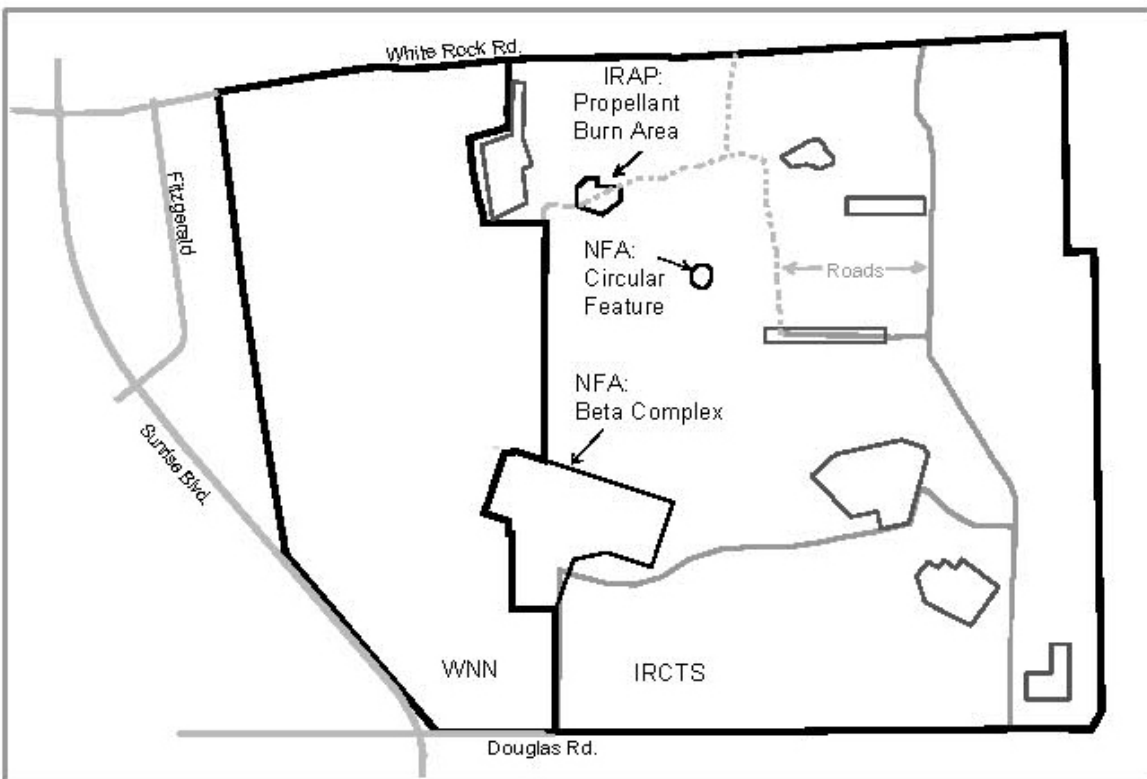 White Rock Rd.
IRAP:
Propellant
Burn Area
Fitzgerald
NFA:
Circular
Feature
Roads
NFA:
Beta Complex
Sunrise Blvd.
WNN
IRCTS
Douglas Rd.